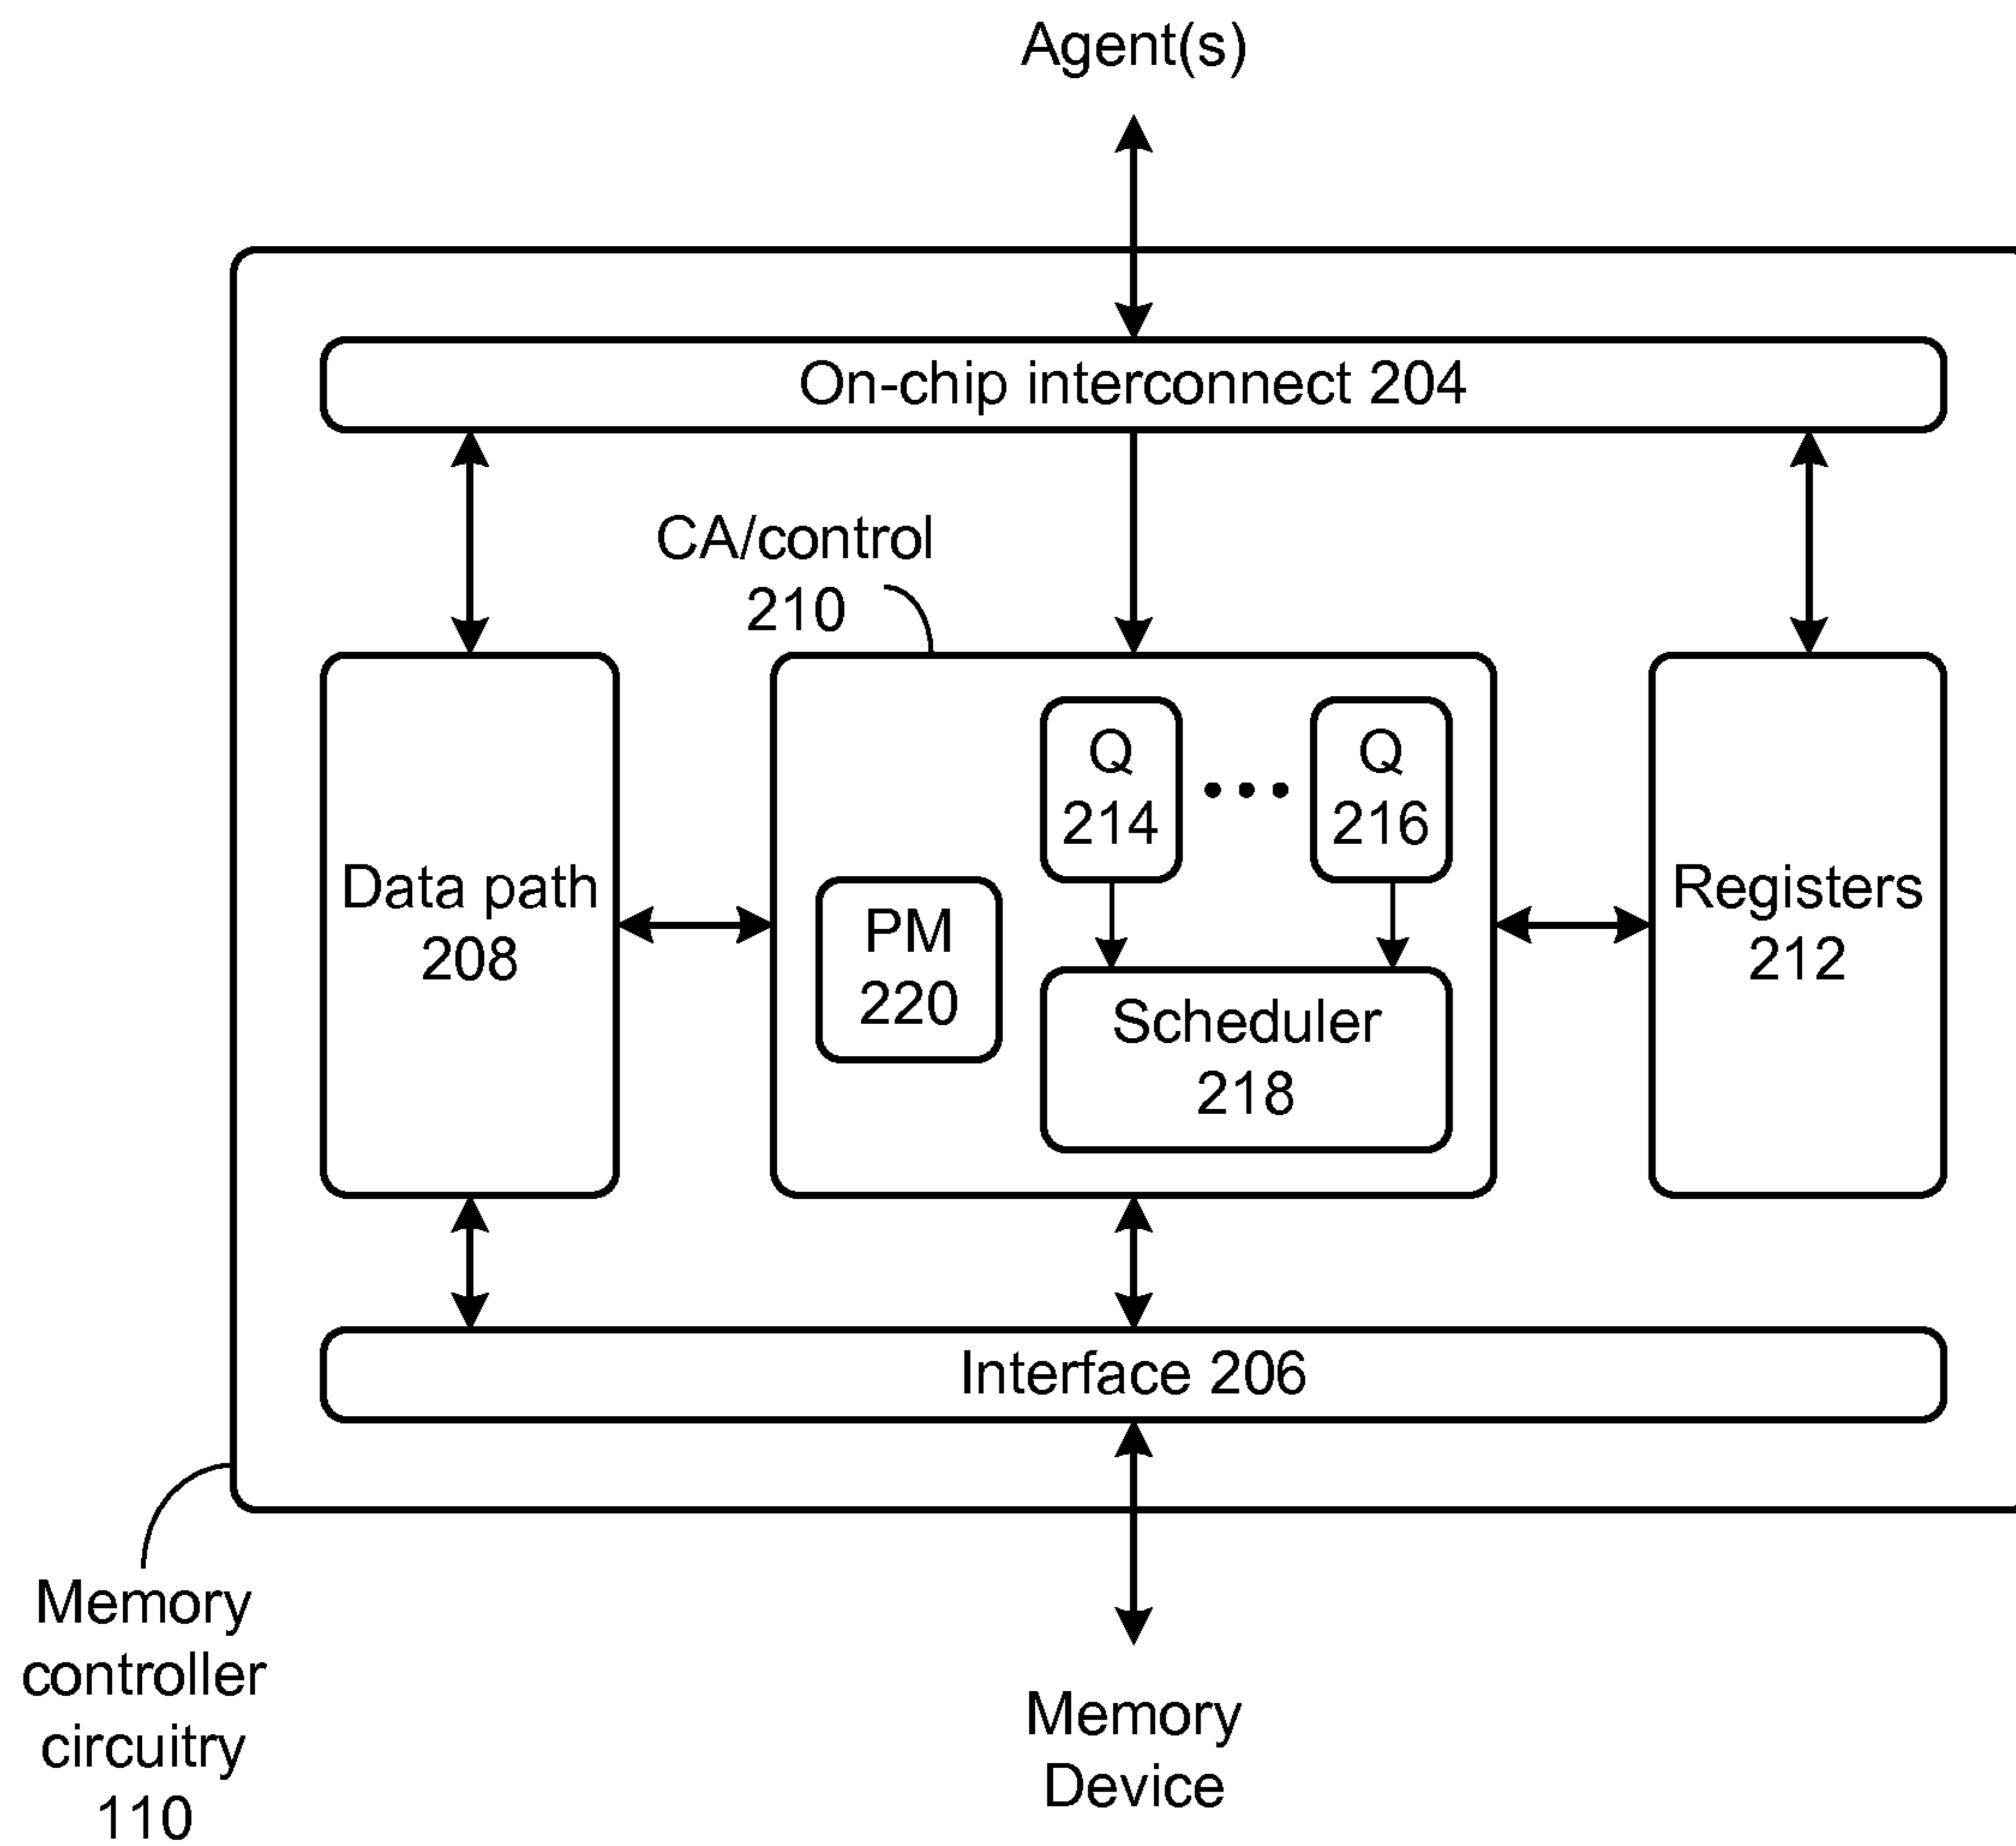 Agent(s)
On-chip interconnect 204
CA/control
210
Q
214
Q
216
Data path
208
PM
220
Scheduler
218
Registers
212
Interface 206
Memory
controller
circuitry
110
Memory
Device